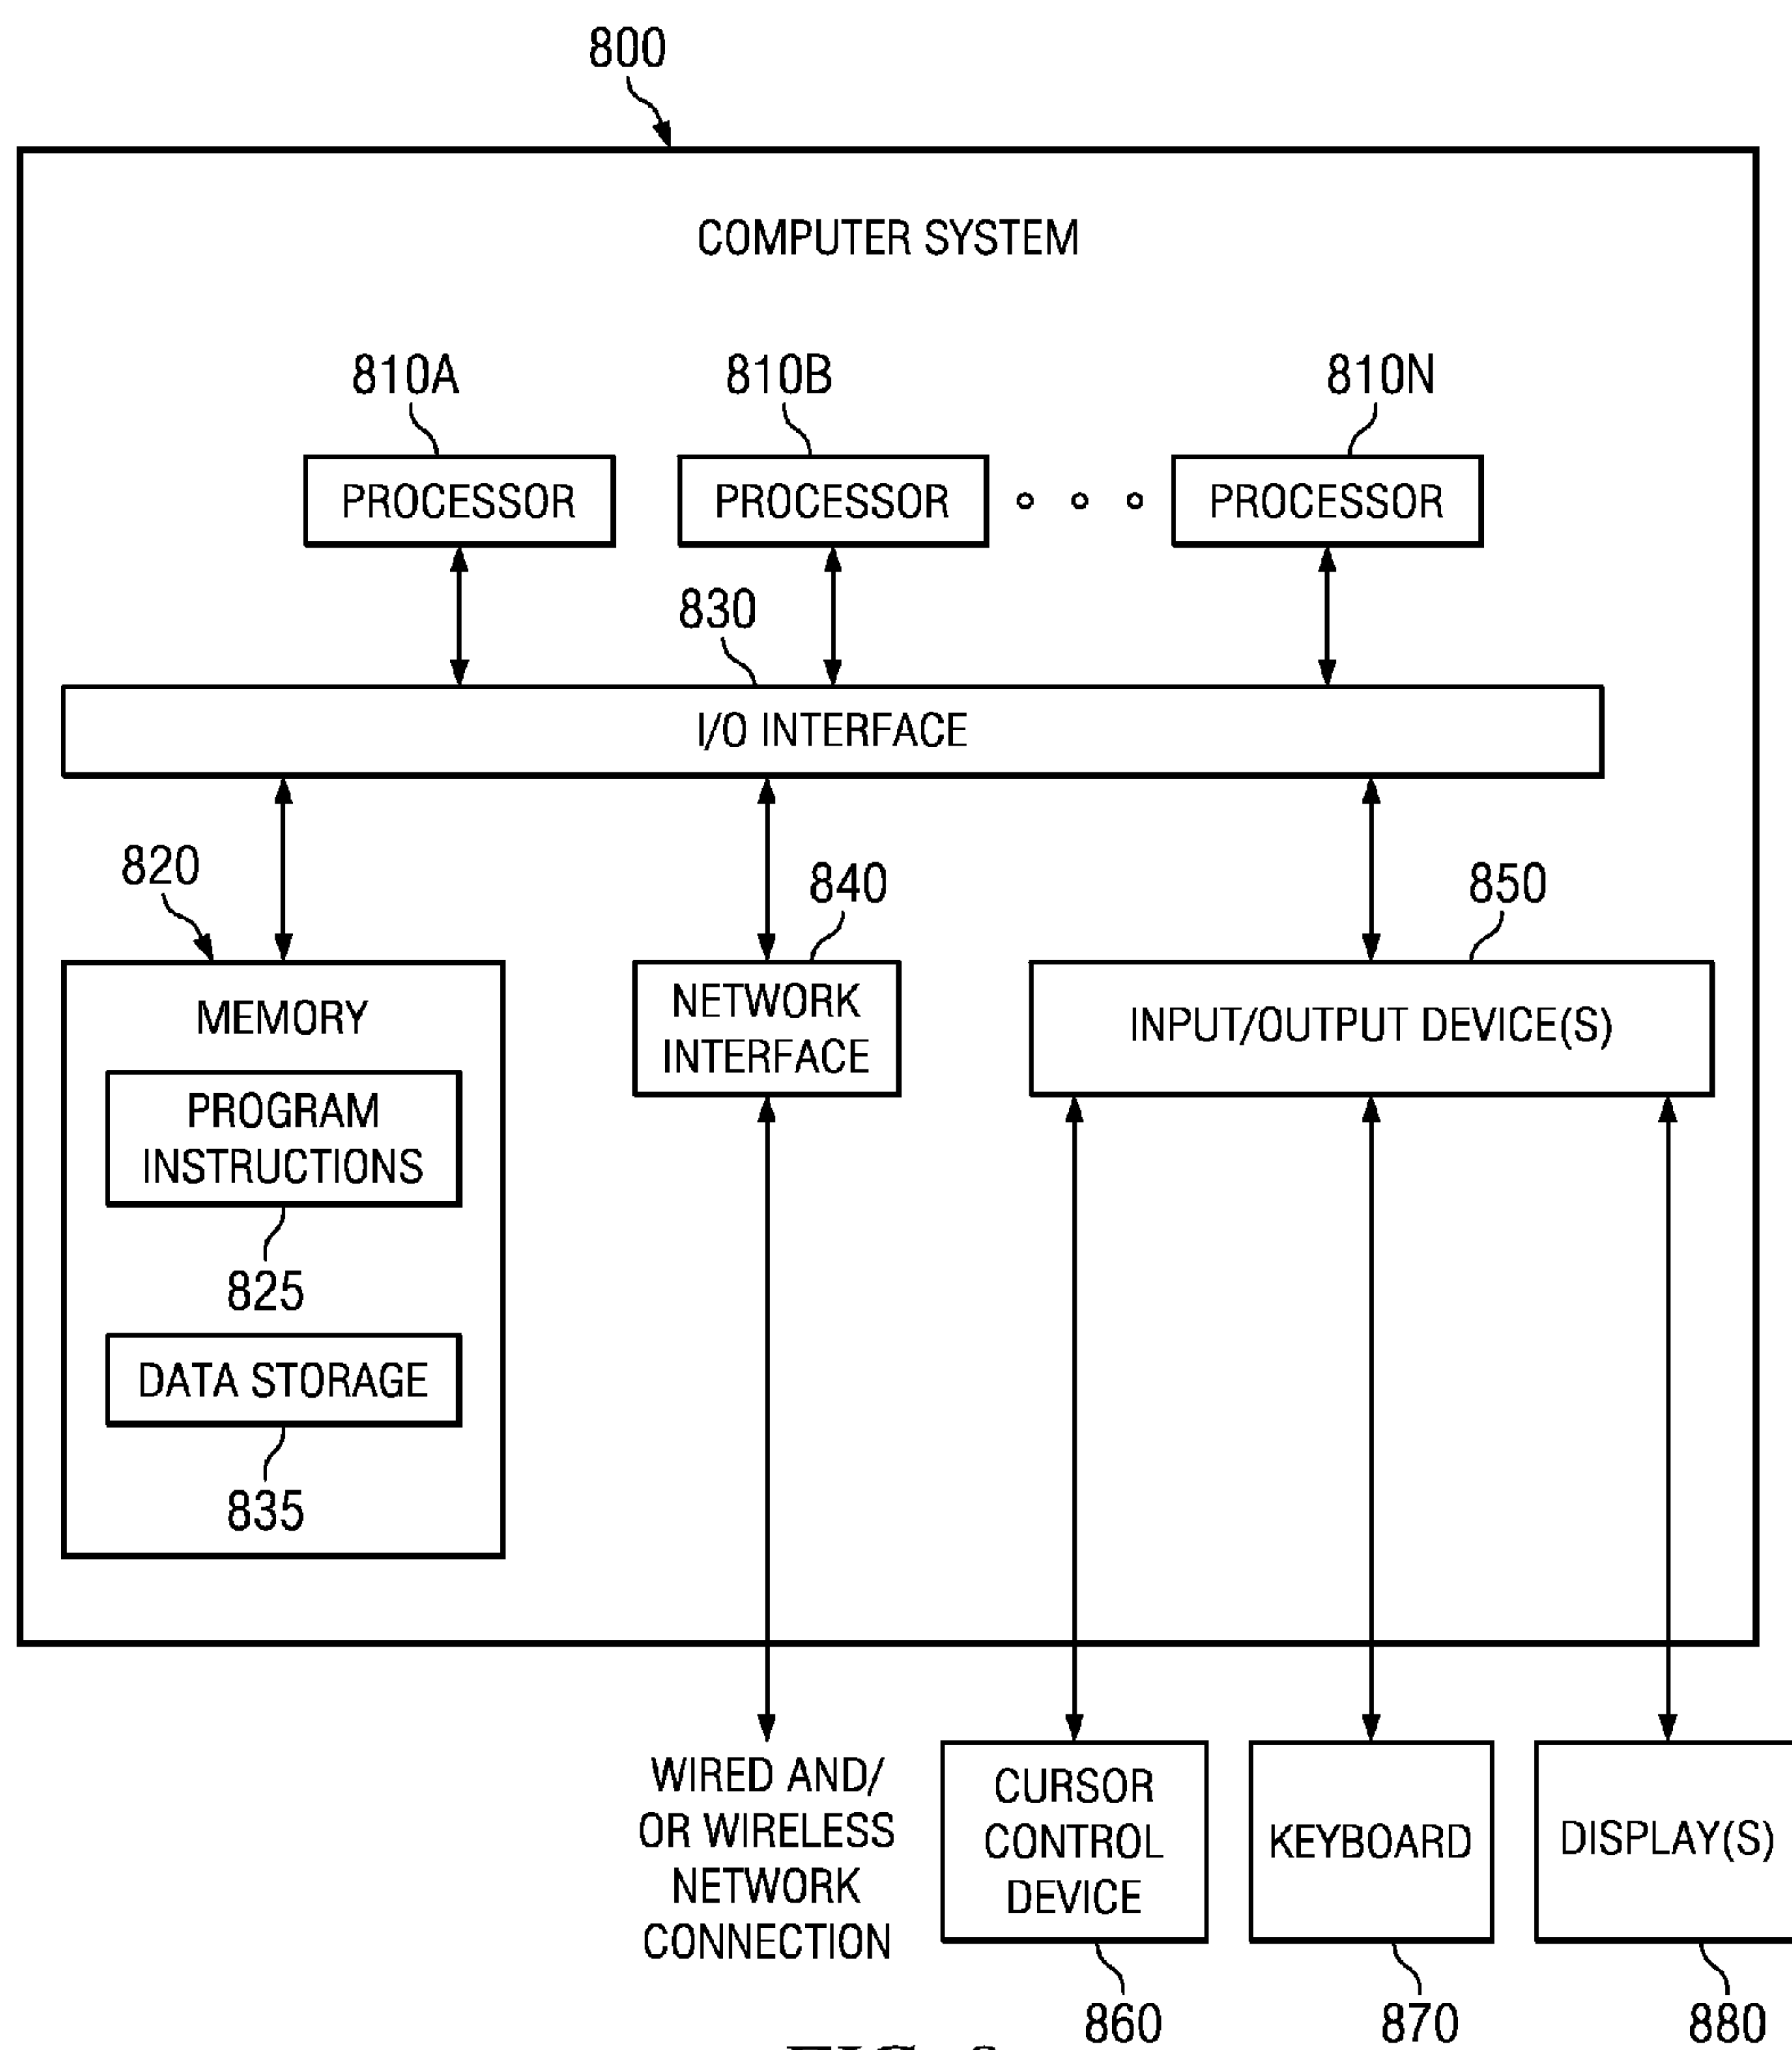 800
COMPUTER SYSTEM
810A
810B
810N
PROCESSOR
PROCESSOR
PROCESSOR
830
I/O INTERFACE
820
840
850
MEMORY
NETWORK
INTERFACE
INPUT/OUTPUT DEVICE(S)
PROGRAM
INSTRUCTIONS
825
DATA STORAGE
835
WIRED AND/
OR WIRELESS
NETWORK
CONNECTION
CURSOR
CONTROL
DEVICE
KEYBOARD
DISPLAY(S)
860
870
880